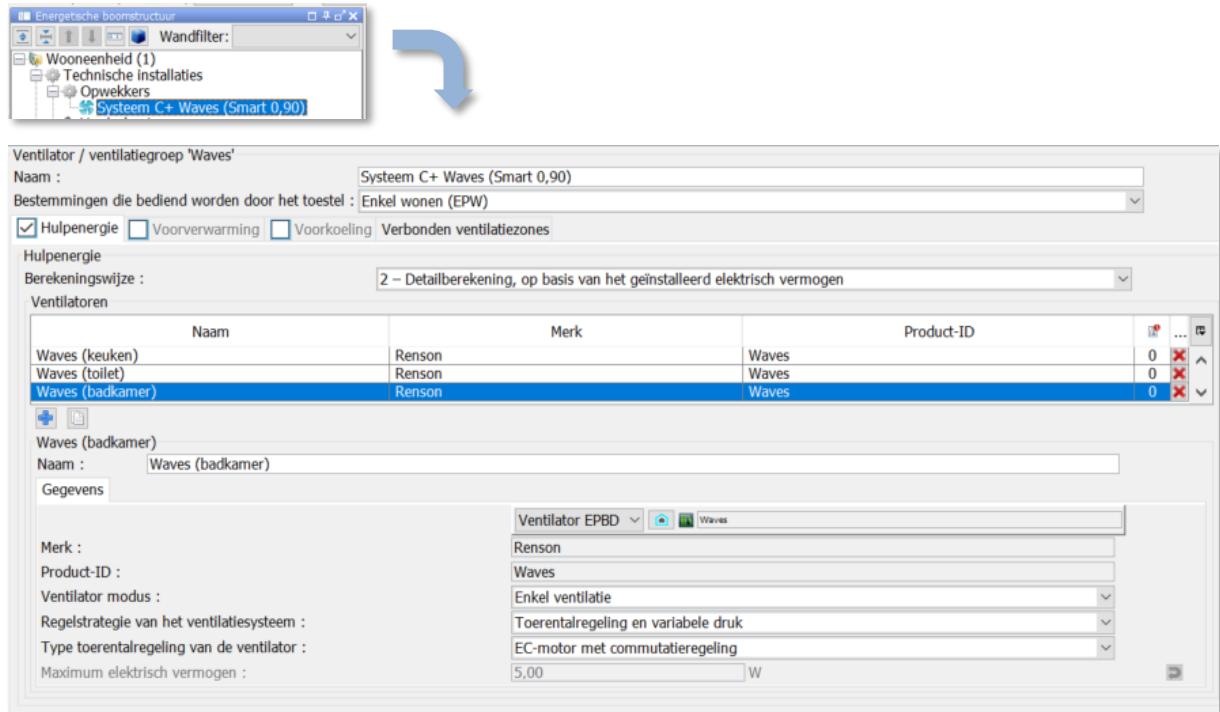 Energetische boomstructuur
Wandfilter:
Wooneenheid (1)
Technische installaties
Opwekkers
Systeem C+ Waves (Smart 0,90)
Ventilator / ventilatiegroep 'Waves'
Naam : Systeem C+ Waves (Smart 0,90)
Bestemmingen die bediend worden door het toestel : Enkel wonen (EPW)
Hulpenergie Voorverwarming Voorkoeling Verbonden ventilatiezones
Hulpenergie
Berekeningswijze : 2 – Detailberekening, op basis van het geïnstalleerd elektrisch vermogen
Ventilatoren
Naam Merk Product-ID ...
Waves (keuken) Renson Waves 0
Waves (toilet) Renson Waves 0
Waves (badkamer) Renson Waves 0
Waves (badkamer)
Naam : Waves (badkamer)
Gegevens
Ventilator EPBD Waves
Merk : Renson
Product-ID : Waves
Ventilator modus : Enkel ventilatie
Regelstrategie van het ventilatiesysteem : Toerentalregeling en variabele druk
Type toerentalregeling van de ventilator : EC-motor met commutatieregeling
Maximum elektrisch vermogen : 5,00 W